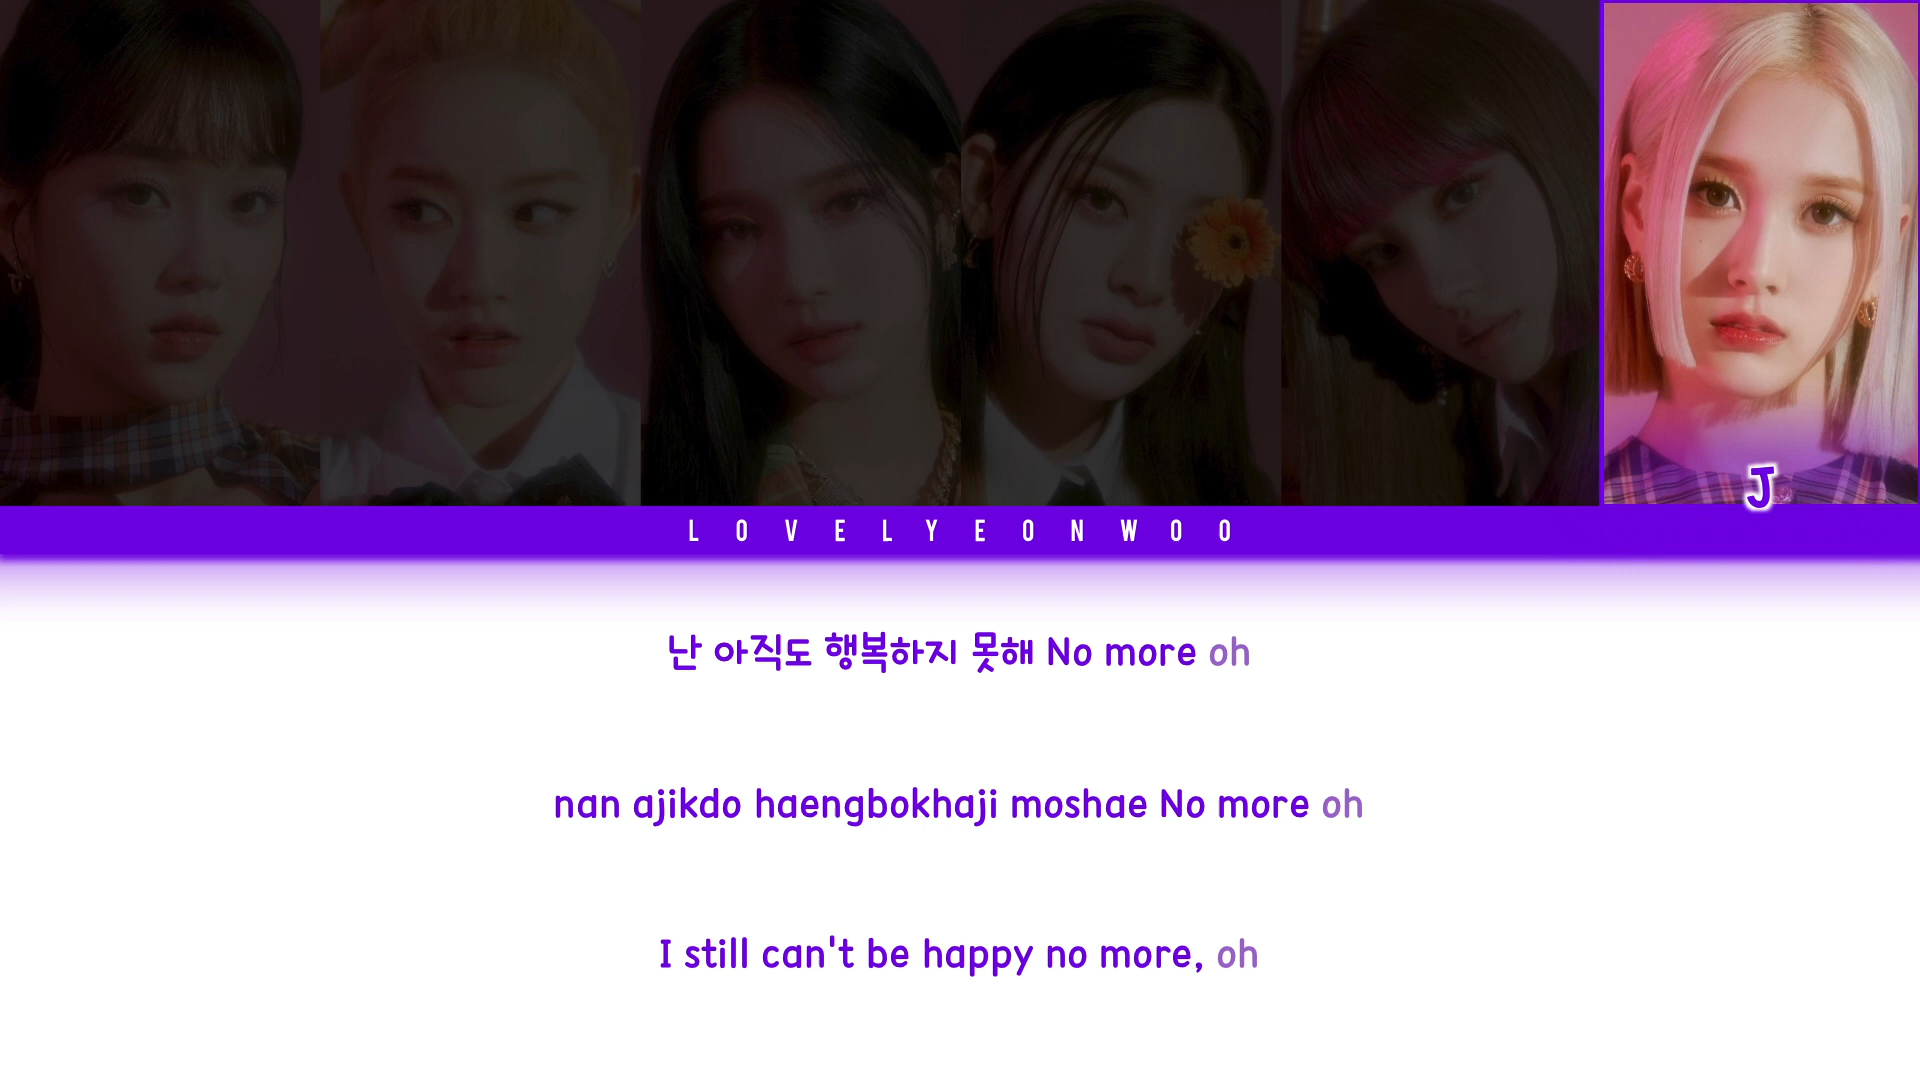 J
LOVELYEONWOO
난 아직도 행복하지 못해 No more oh
nan ajikdo haengbokhaji moshae No more oh
I still can't be happy no more, oh